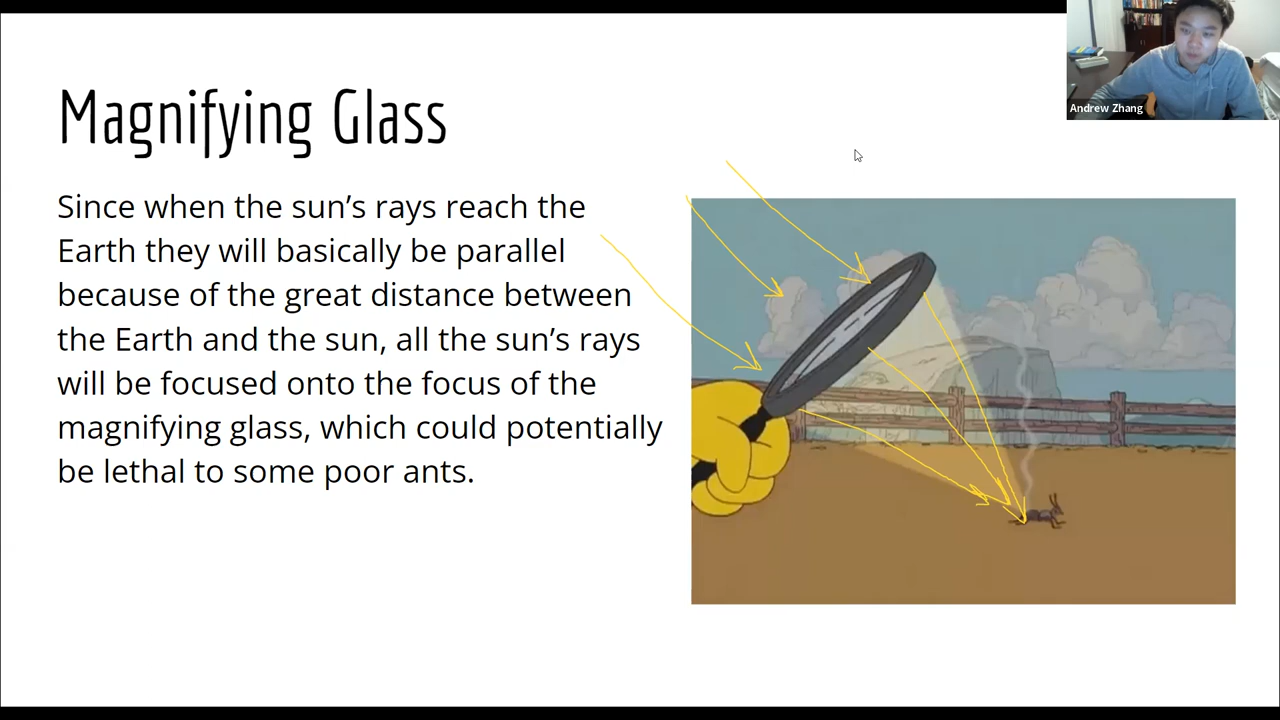 Magnifying Glass
Since when the sun’s rays reach the
Earth they will basically be parallel
because of the great distance between
the Earth and the sun, all the sun’s rays
will be focused onto the focus of the
magnifying glass, which could potentially
be lethal to some poor ants.
Andrew Zhang